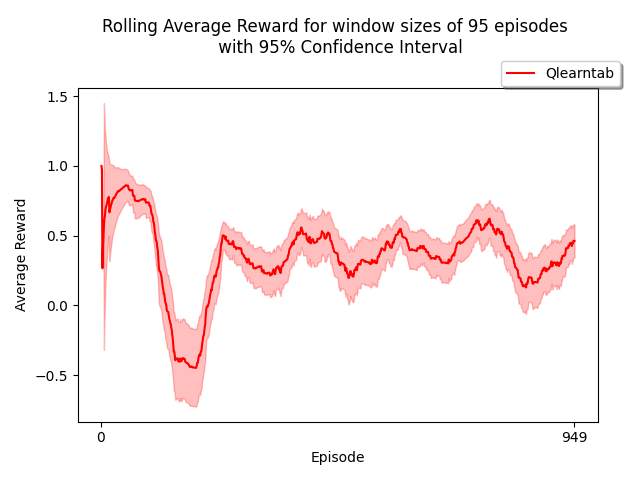 Rolling Average Reward for window sizes of 95 episodes
with 95% Confidence Interval
Qlearntab
1.5
1.0
0.5
0.0
−0.5
Average Reward
0
949
Episode